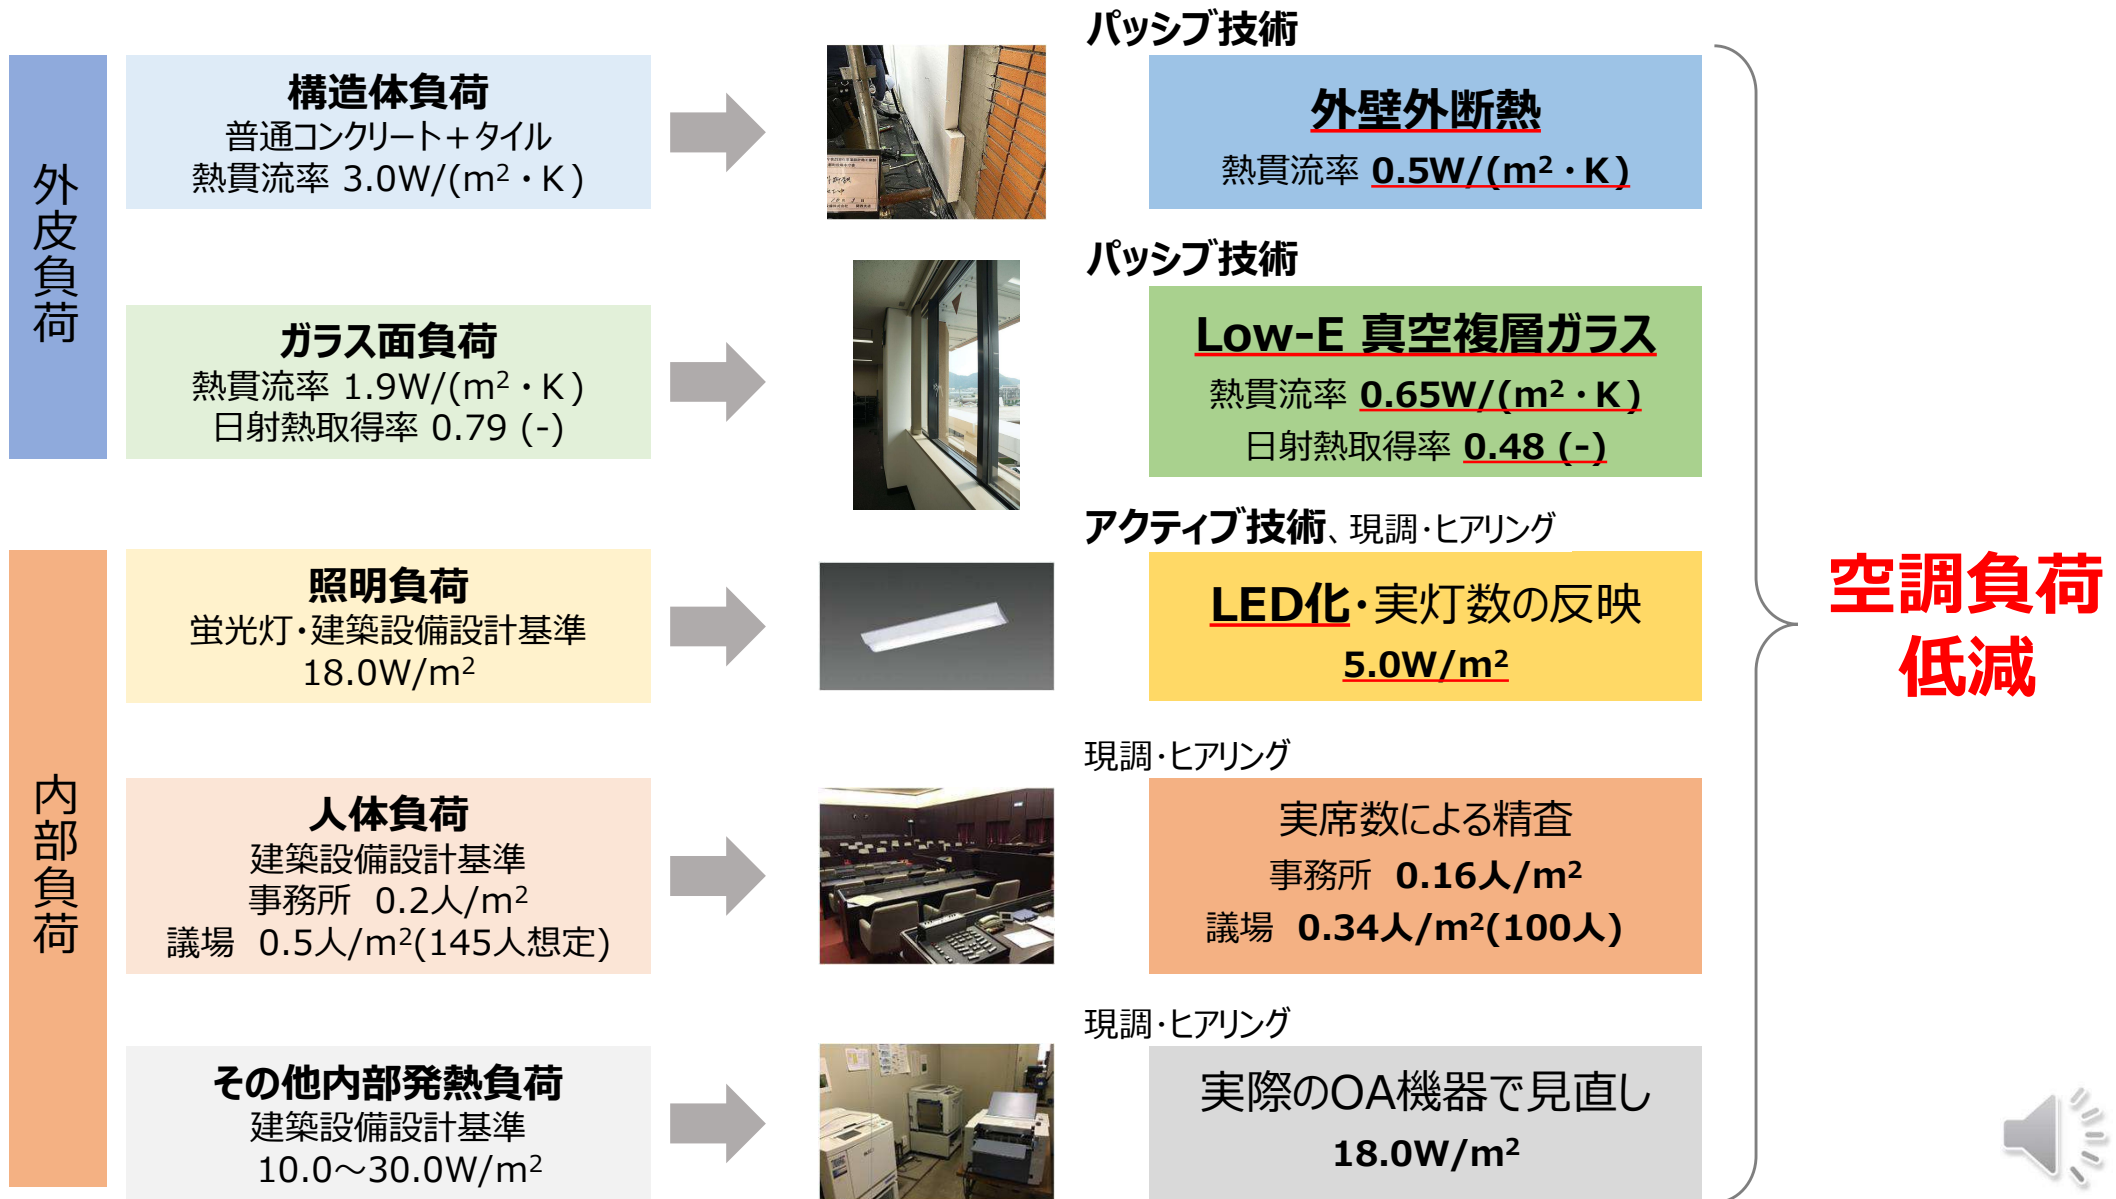 外皮負荷
構造体負荷
普通コンクリート＋タイル
熱貫流率 3.0W/(m²・K)
パッシブ技術
外壁外断熱
熱貫流率 0.5W/(m²・K)
ガラス面負荷
熱貫流率 1.9W/(m²・K)
日射熱取得率 0.79 (-)
パッシブ技術
Low-E 真空複層ガラス
熱貫流率 0.65W/(m²・K)
日射熱取得率 0.48 (-)
内部負荷
照明負荷
蛍光灯・建築設備設計基準
18.0W/m²
アクティブ技術、現調・ヒアリング
LED化・実灯数の反映
5.0W/m²
人体負荷
建築設備設計基準
事務所 0.2人/m²
議場 0.5人/m²(145人想定)
現調・ヒアリング
実席数による精査
事務所 0.16人/m²
議場 0.34人/m²(100人)
その他内部発熱負荷
建築設備設計基準
10.0～30.0W/m²
現調・ヒアリング
実際のOA機器で見直し
18.0W/m²
空調負荷
低減